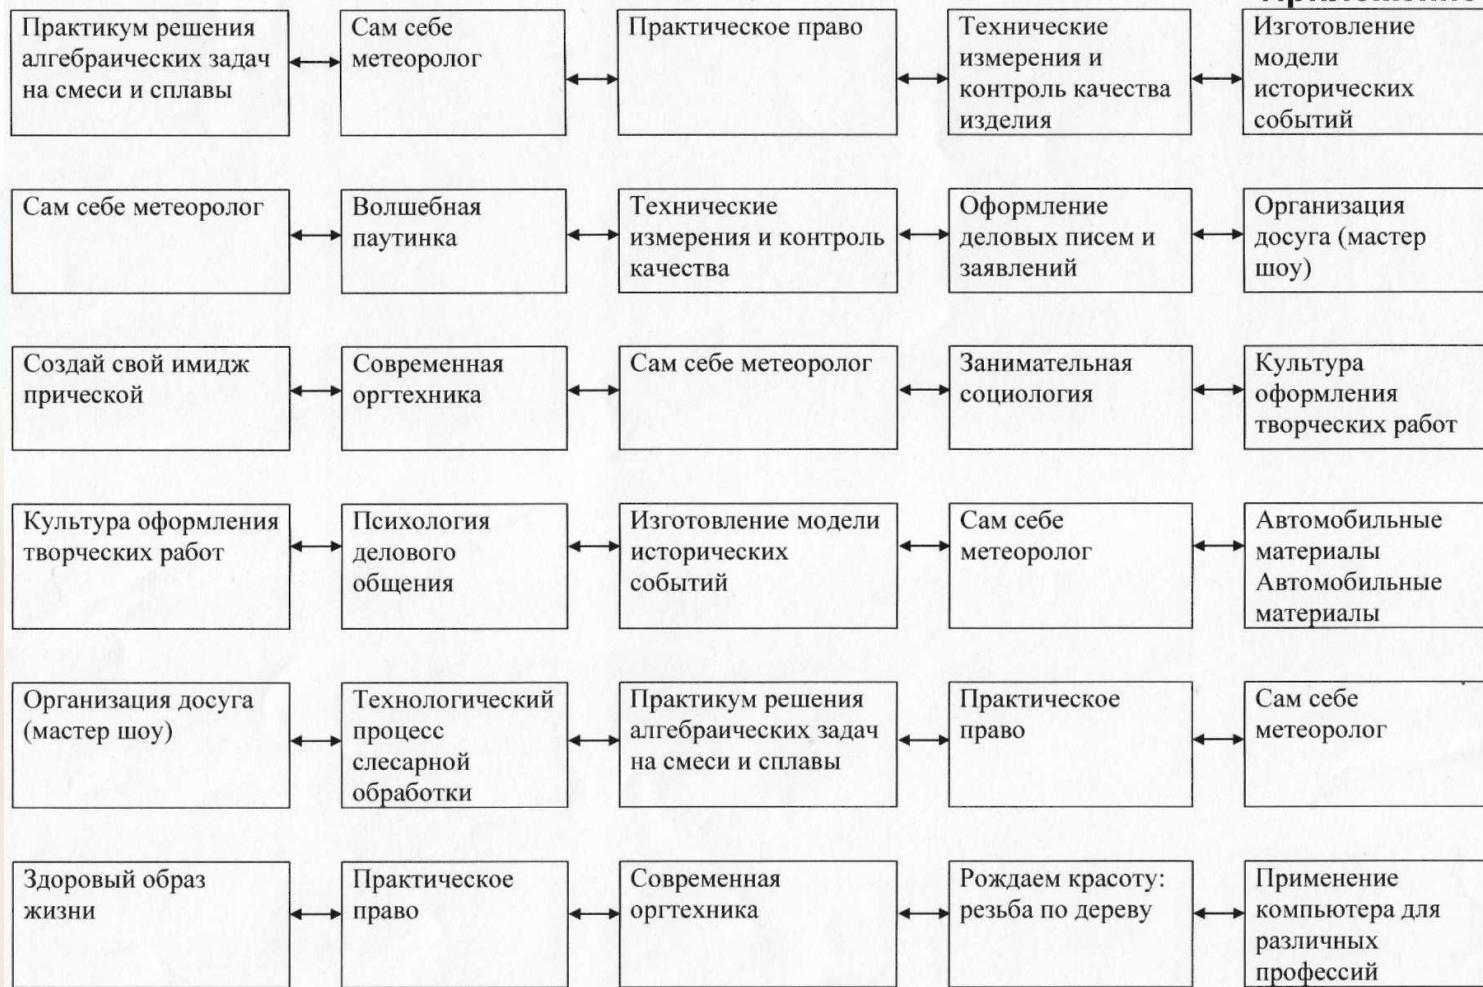 Практикум решения
алгебраических задач
на смеси и сплавы
Сам себе
метеоролог
Практическое право
Технические
измерения и
контроль качества
изделия
Изготовление
модели
исторических
событий
Сам себе метеоролог
Волшебная
паутинка
Технические
измерения и контроль
качества
Оформление
деловых писем и
заявлений
Организация
досуга (мастер
шоу)
Создай свой имидж
прической
Современная
оргтехника
Сам себе метеоролог
Занимательная
социология
Культура
оформления
творческих работ
Культура оформления
творческих работ
Психология
делового
общения
Изготовление модели
исторических
событий
Сам себе
метеоролог
Автомобильные
материалы
Автомобильные
материалы
Организация досуга
(мастер шоу)
Технологический
процесс
слесарной
обработки
Практикум решения
алгебраических задач
на смеси и сплавы
Практическое
право
Сам себе
метеоролог
Здоровый образ
жизни
Практическое
право
Современная
оргтехника
Рождаем красоту:
резьба по дереву
Применение
компьютера для
различных
профессий